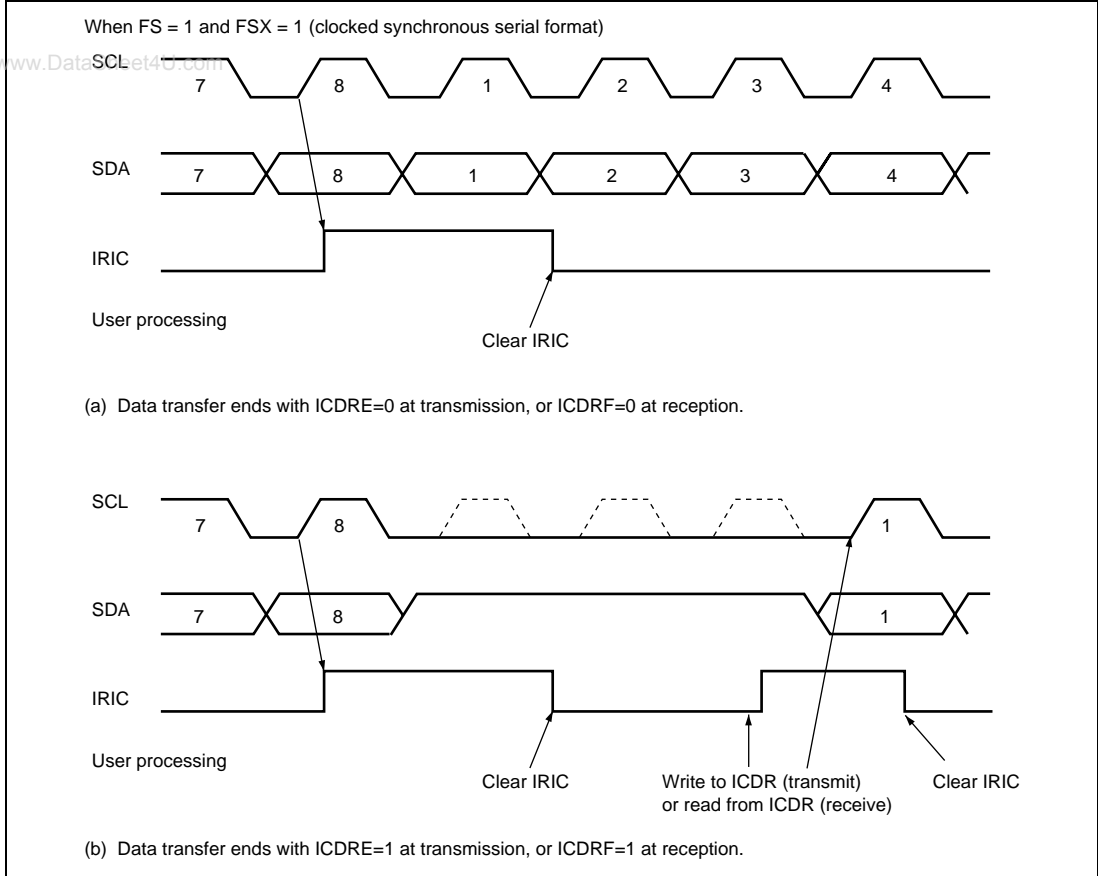 When FS = 1 and FSX = 1 (clocked synchronous serial format)
www.DataSheet4U.com
SCL
7 8 1 2 3 4
SDA
7 8 1 2 3 4
IRIC
User processing
Clear IRIC
(a) Data transfer ends with ICDRE=0 at transmission, or ICDRF=0 at reception.
SCL
7 8 1
SDA
7 8 1
IRIC
User processing
Clear IRIC
Write to ICDR (transmit)
or read from ICDR (receive)
Clear IRIC
(b) Data transfer ends with ICDRE=1 at transmission, or ICDRF=1 at reception.